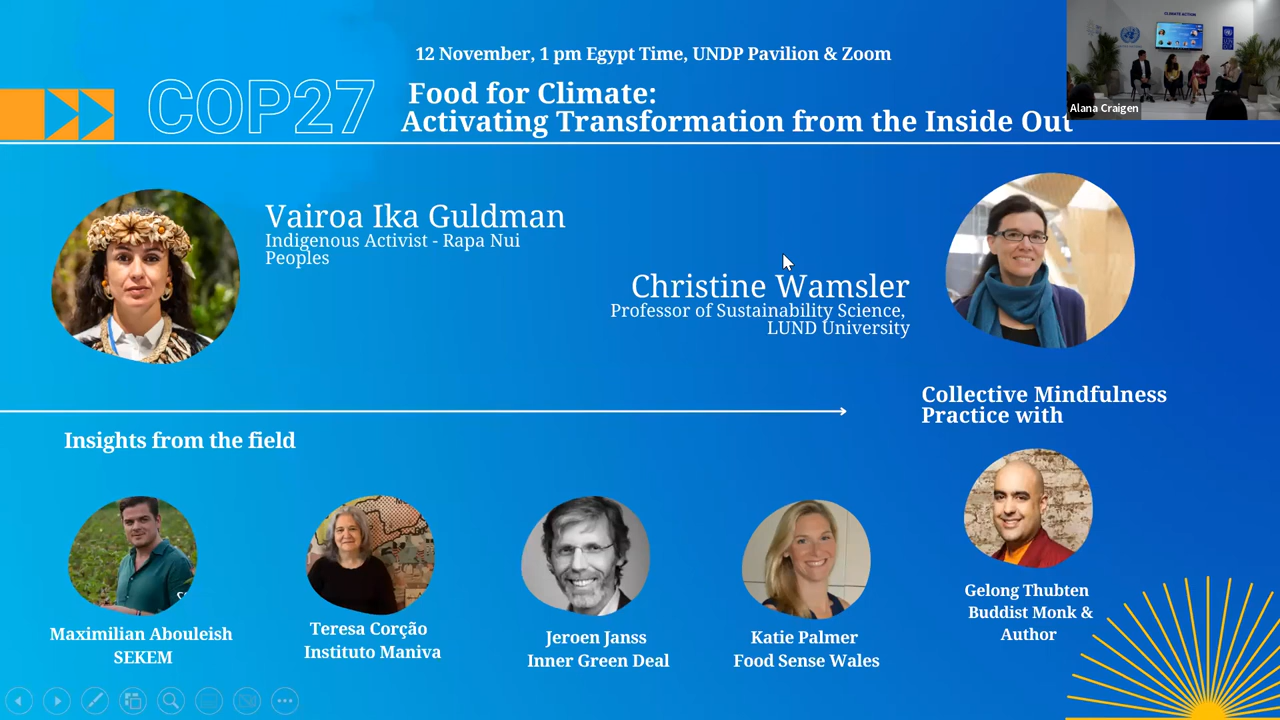 12 November, 1 pm Egypt Time, UNDP Pavilion & Zoom
COP27
Food for Climate:
Activating Transformation from the Inside Out
CLIMATE ACTION
Alana Craigen
Vairoa Ika Guldman
Indigenous Activist - Rapa Nui
Peoples
Christine Wamsler
Professor of Sustainability Science,
LUND University
Collective Mindfulness
Practice with
Insights from the field
Maximilian Abouleish
SEKEM
Teresa Corção
Instituto Maniva
Jeroen Janss
Inner Green Deal
Katie Palmer
Food Sense Wales
Gelong Thubten
Buddist Monk &
Author